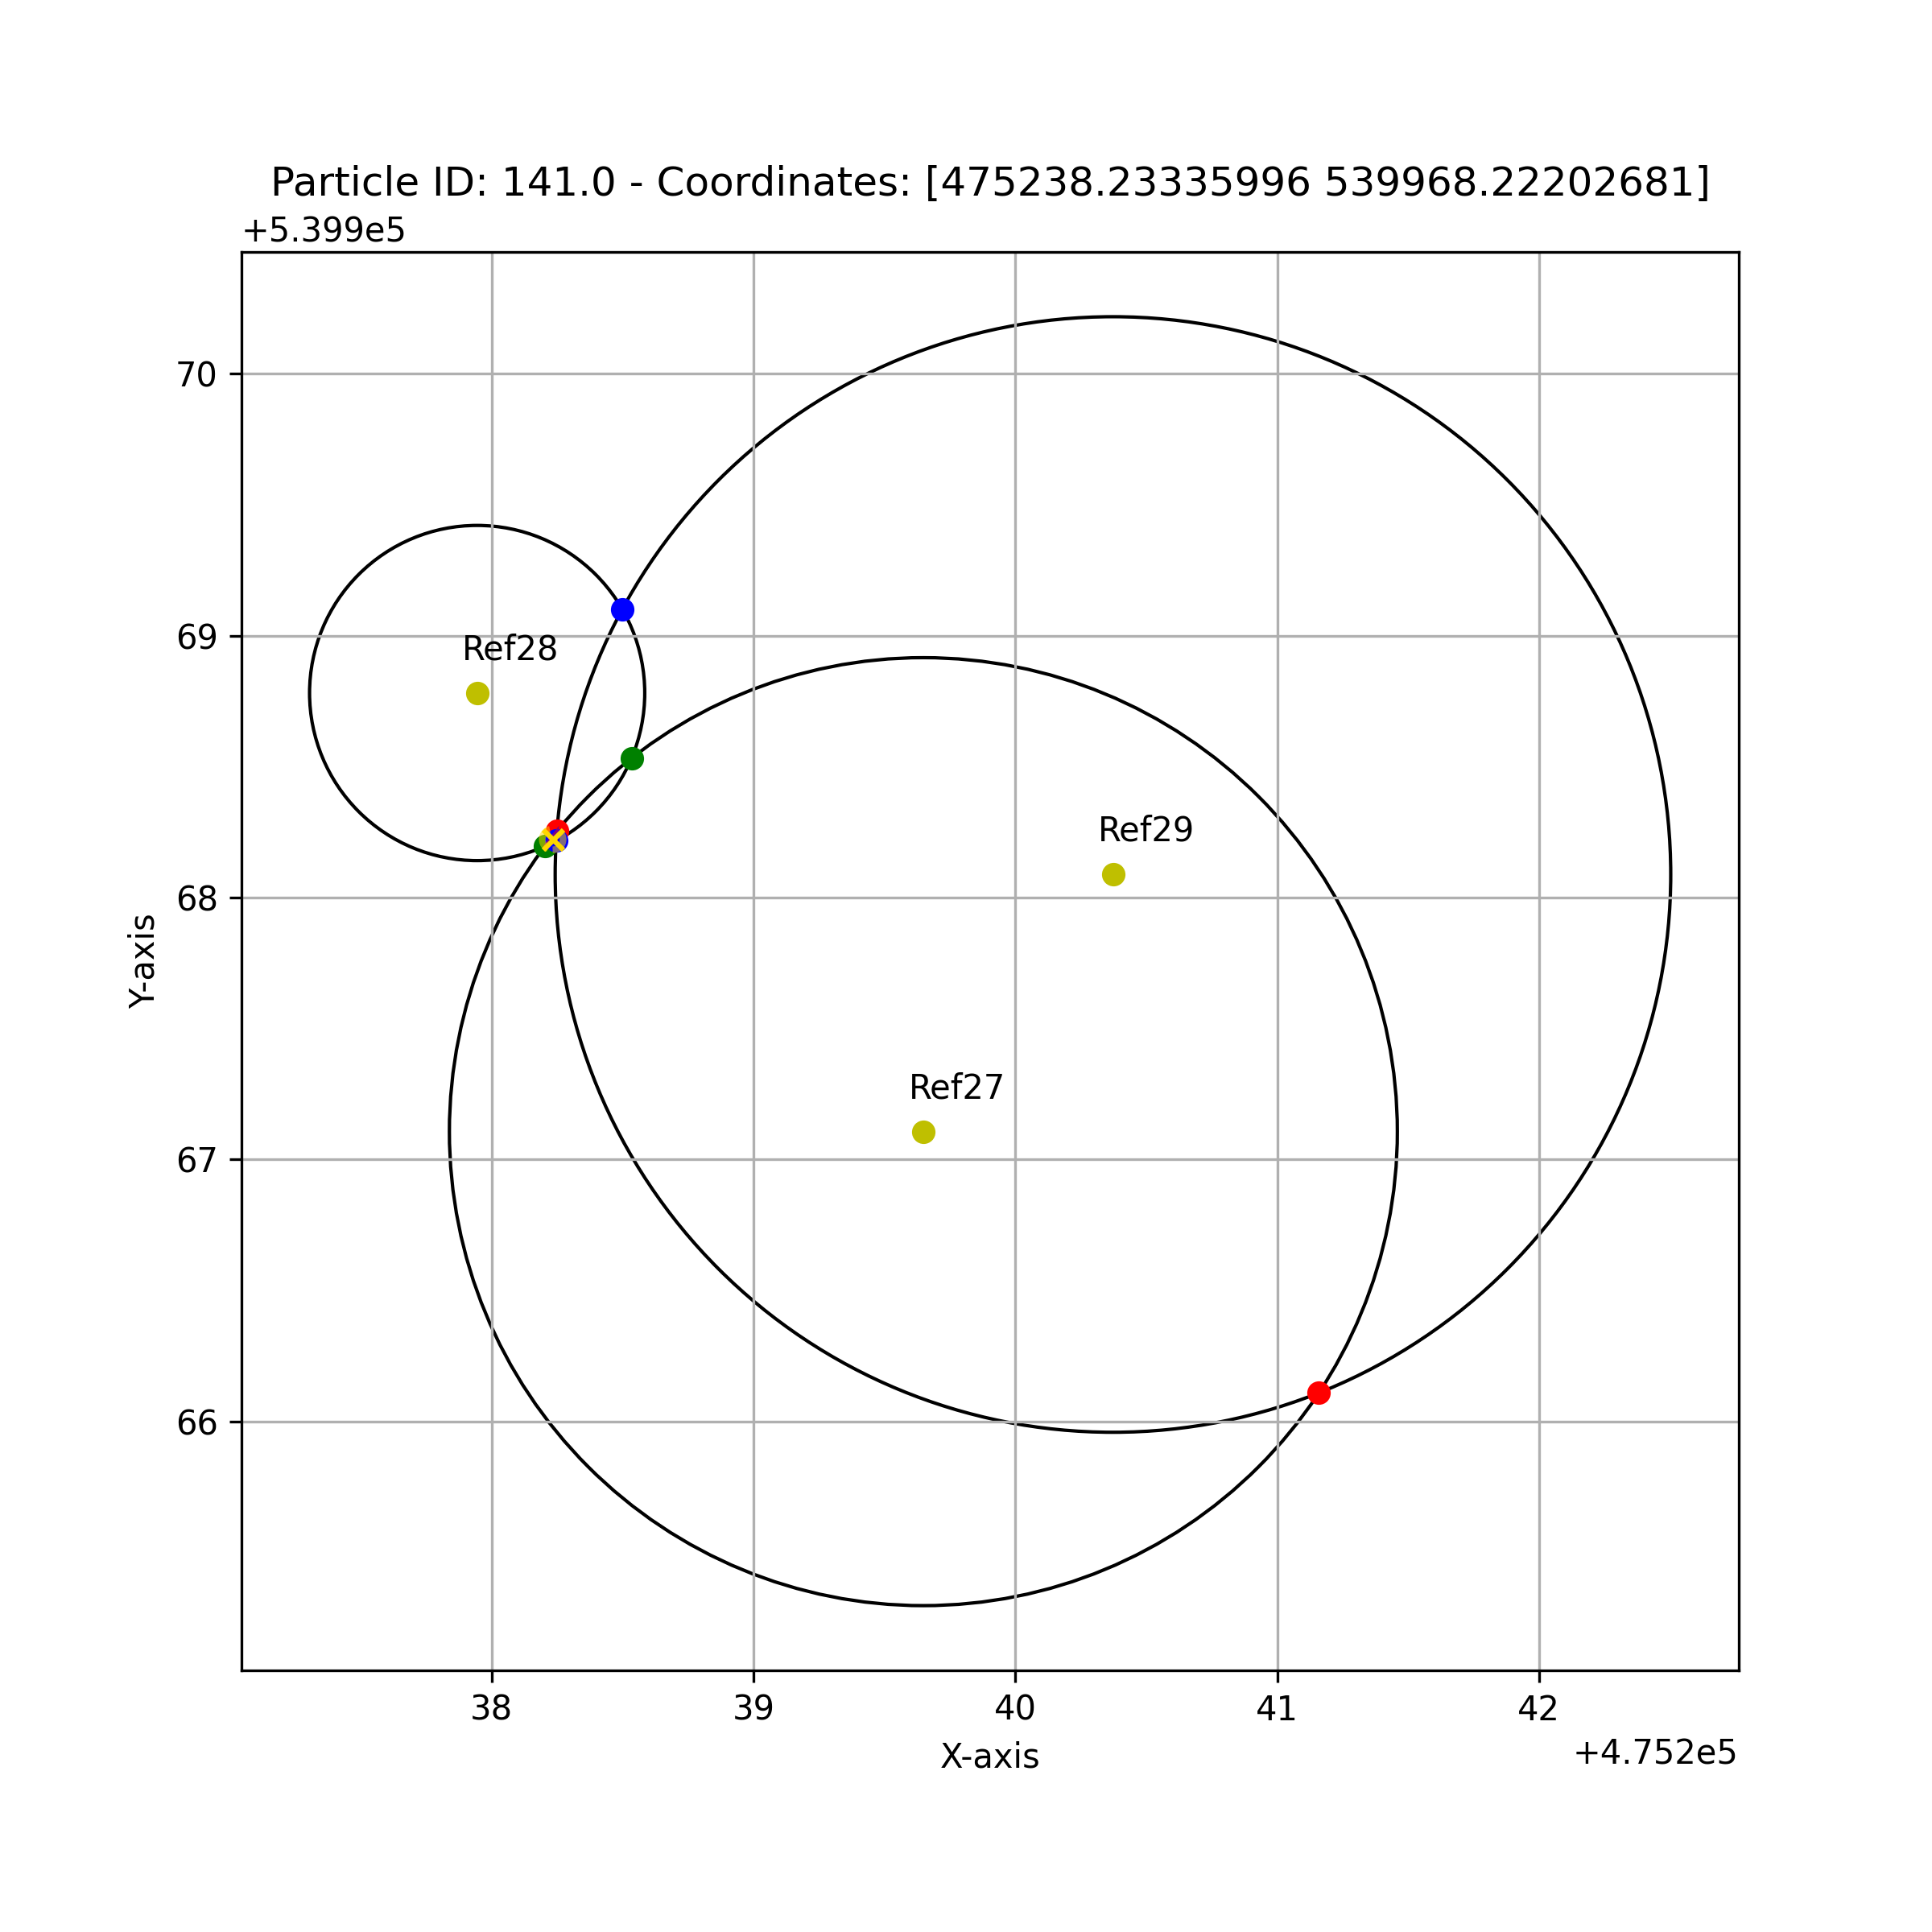 Particle ID: 141.0 - Coordinates: [475238.23335996 539968.22202681]
+5.399e5
70
69
68
67
66
Y-axis
Ref28
Ref29
Ref27
38 39 40 41 42
X-axis
+4.752e5